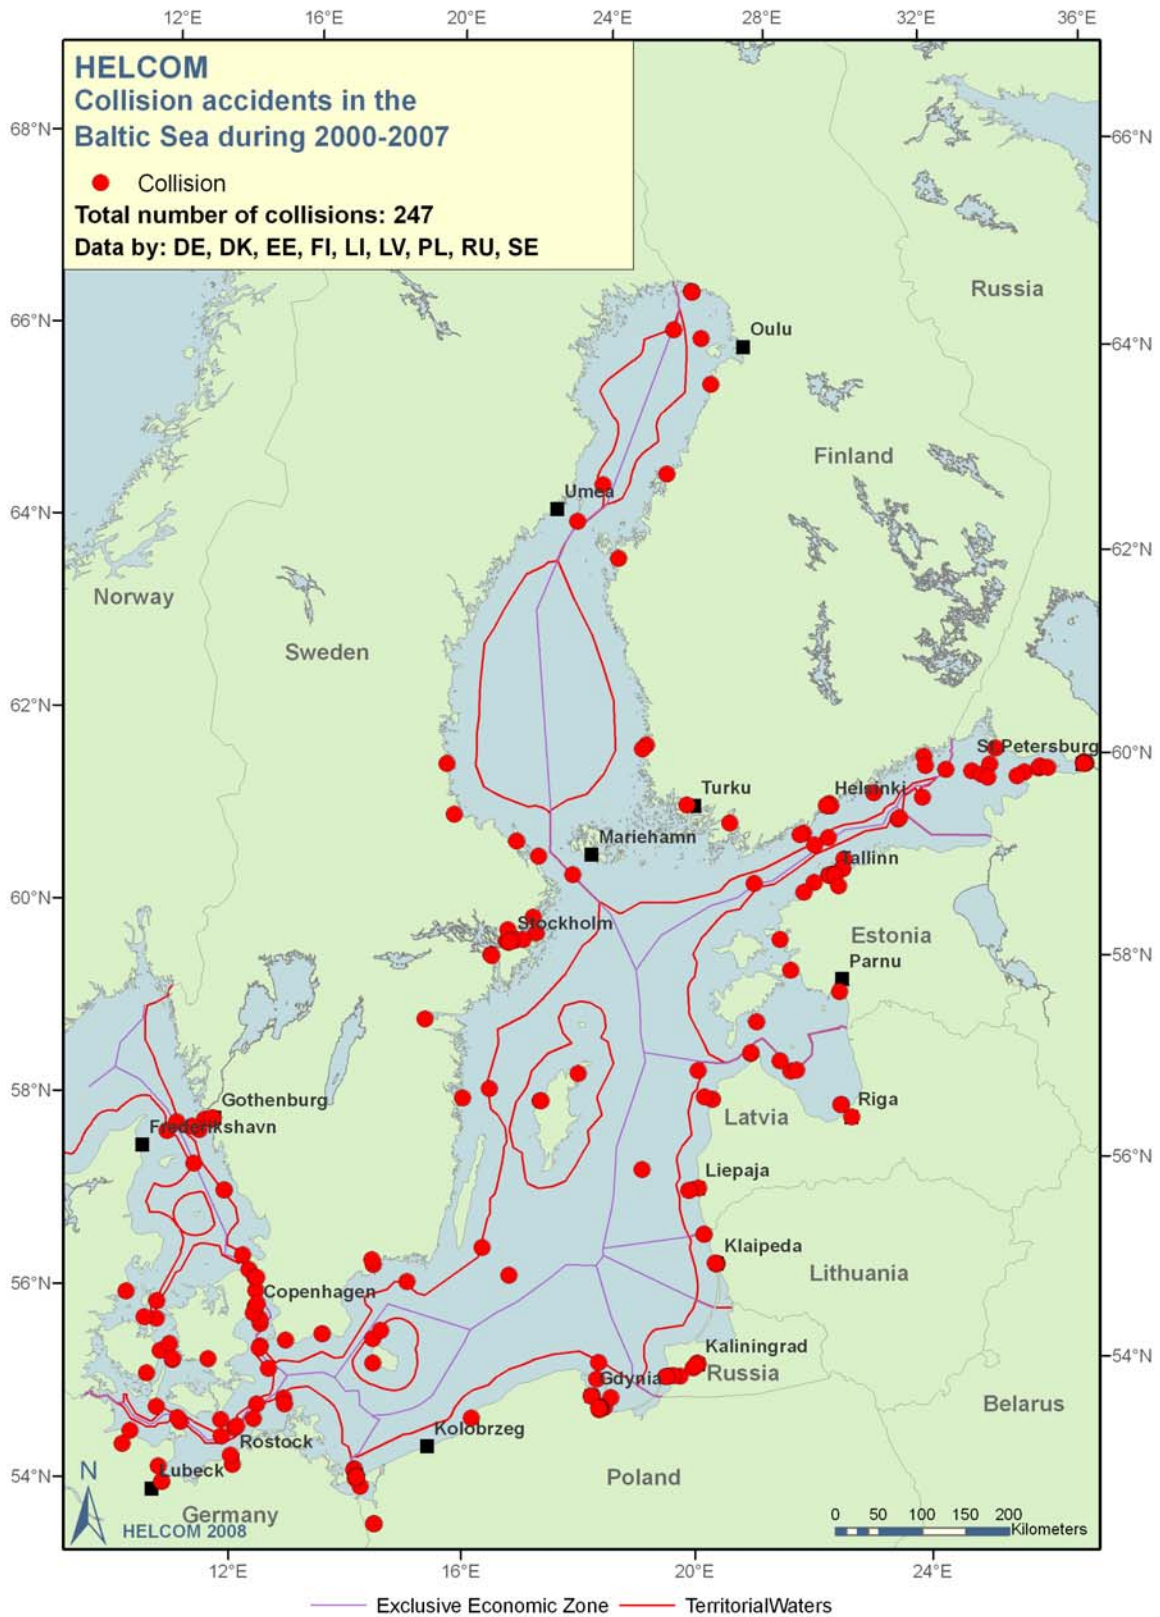 12°E 16°E 20°E 24°E 28°E 32°E 36°E
HELCOM
Collision accidents in the
Baltic Sea during 2000-2007
Collision
Total number of collisions: 247
Data by: DE, DK, EE, FI, LI, LV, PL, RU, SE
68°N
66°N
Russia
66°N
Oulu
64°N
Finland
Umea
64°N
62°N
Norway
Sweden
62°N
St Petersburg
60°N
Turku
Helsinki
Mariehamn
Tallinn
60°N
Stockholm
Estonia
58°N
Parnu
58°N
Gothenburg
Riga
Frederikshavn
Latvia
56°N
Liepaja
Klaipeda
Lithuania
56°N
Copenhagen
Kaliningrad
54°N
Gdynia
Russia
Belarus
Kolobrzeg
Rostock
54°N
Lubeck
Poland
N
Germany
0 50 100 150 200
Kilometers
HELCOM 2008
12°E 16°E 20°E 24°E
Exclusive Economic Zone TerritorialWaters